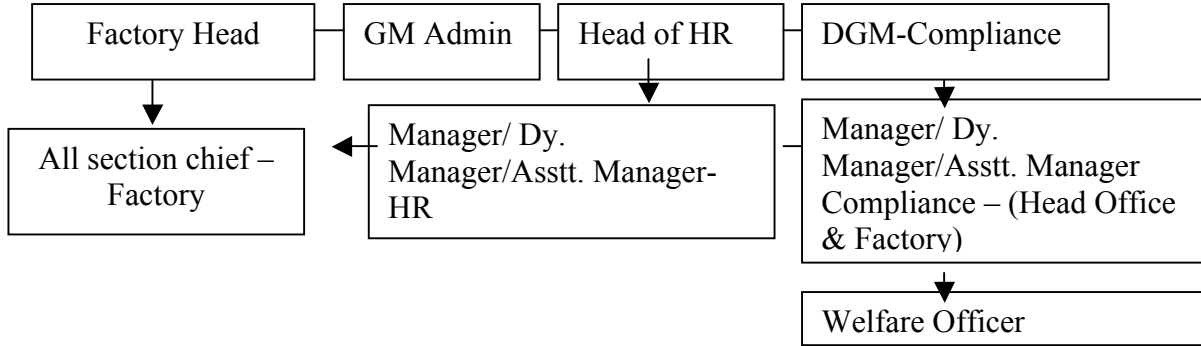 Factory Head
GM Admin
Head of HR
DGM-Compliance
All section chief –
Factory
Manager/ Dy.
Manager/Asstt. Manager-
HR
Manager/ Dy.
Manager/Asstt. Manager
Compliance – (Head Office
& Factory)
Welfare Officer